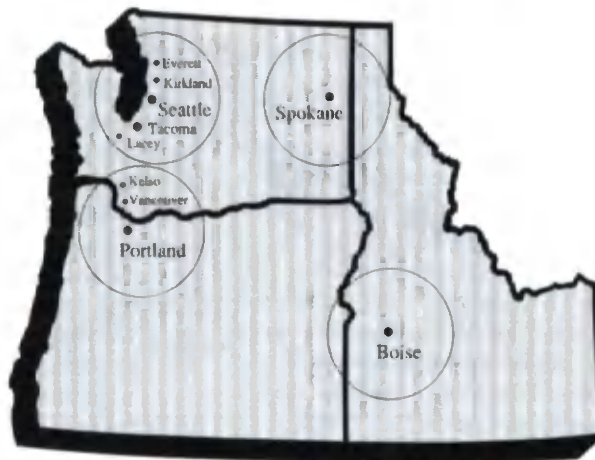 Everett
Kirkland
Seattle
Spokane
Tacoma
Lacey
Kelso
Vancouver
Portland
Boise